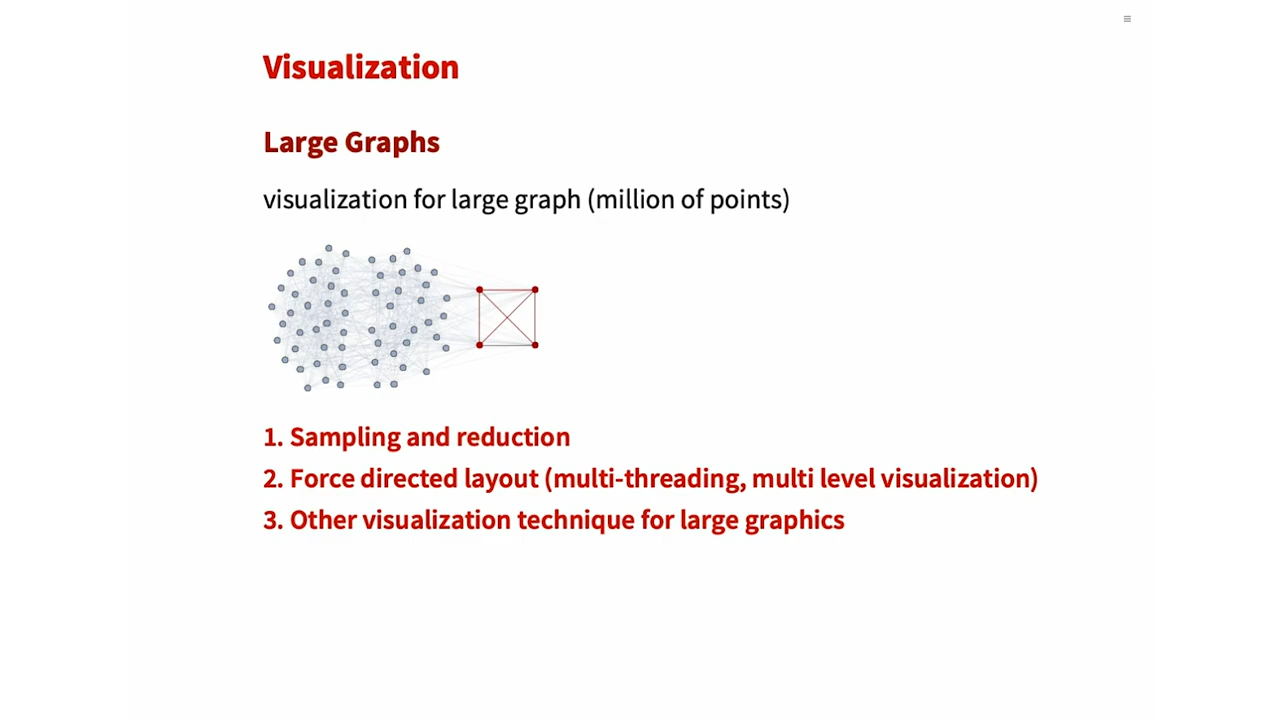 Visualization
Large Graphs
visualization for large graph (million of points)
1. Sampling and reduction
2. Force directed layout (multi-threading, multi level visualization)
3. Other visualization technique for large graphics